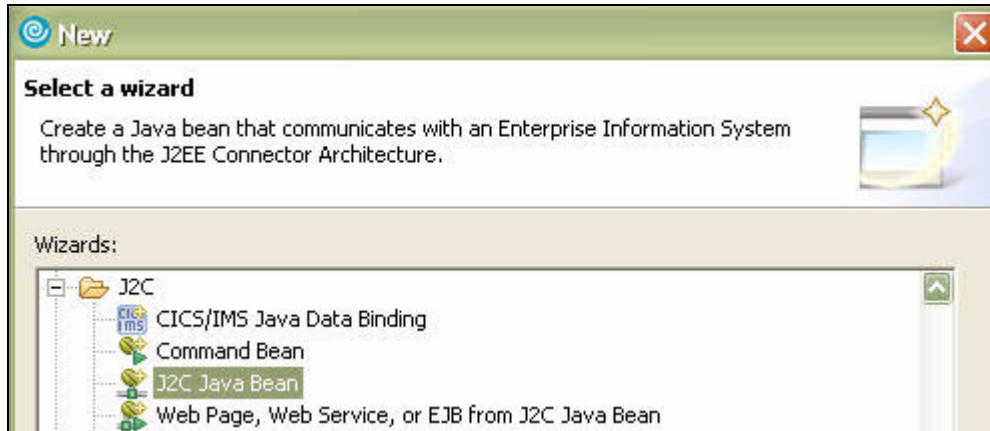 New
Select a wizard
Create a Java bean that communicates with an Enterprise Information System
through the J2EE Connector Architecture.
Wizards:
J2C
CICS/IMS Java Data Binding
Command Bean
J2C Java Bean
Web Page, Web Service, or EJB from J2C Java Bean